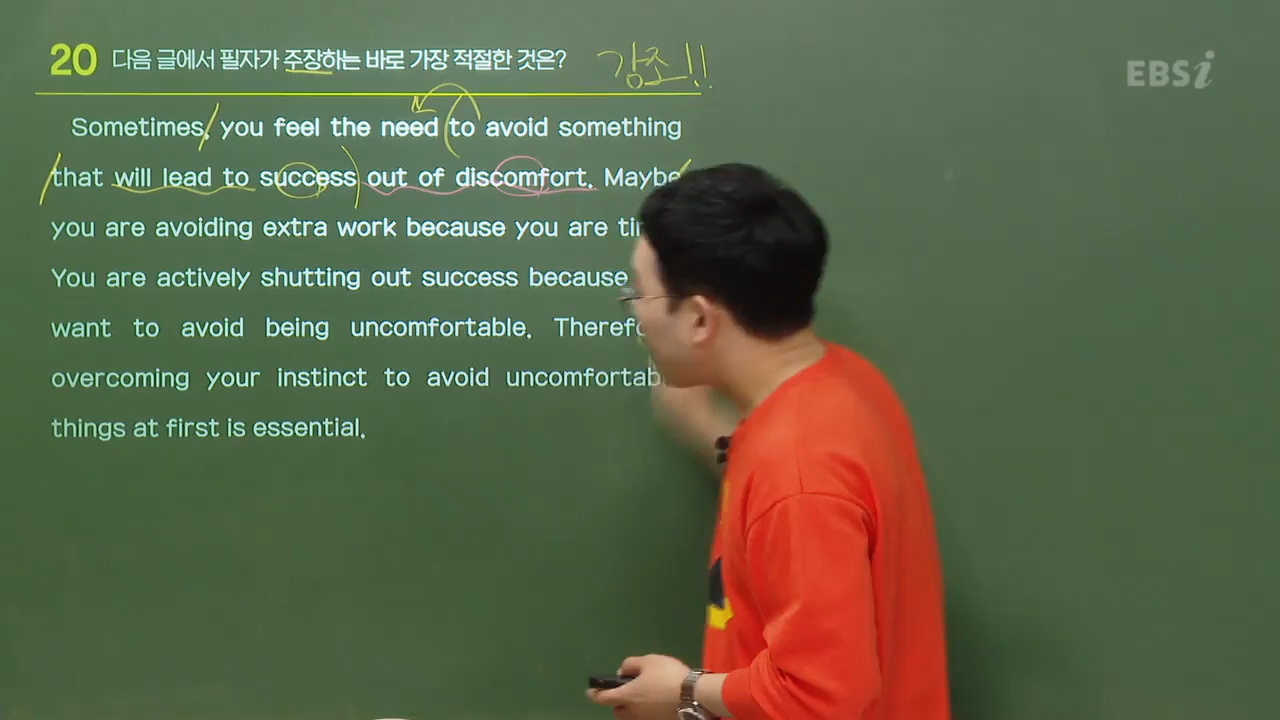 20 다음 글에서 필자가 주장하는 바로 가장 적절한 것은? 강조!!
EBSi
Sometimes, you feel the need to avoid something
that will lead to success out of discomfort. Maybe
you are avoiding extra work because you are
You are actively shutting out success because
want to avoid being uncomfortable.
overcoming your instinct to avoid
things at first is essential.